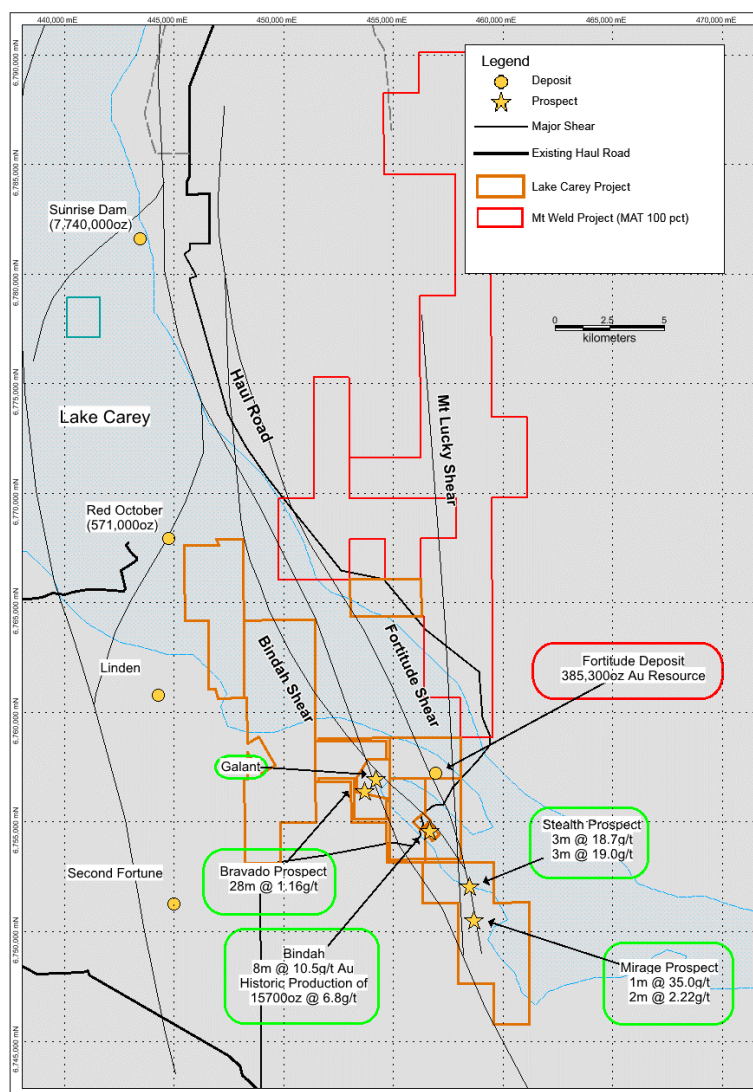 440,000 mE
445,000 mE
450,000 mE
455,000 mE
460,000 mE
465,000 mE
470,000 mE
6,790,000 mN
6,785,000 mN
6,780,000 mN
6,775,000 mN
6,770,000 mN
6,765,000 mN
6,760,000 mN
6,755,000 mN
6,750,000 mN
6,745,000 mN
Legend
Deposit
Prospect
Major Shear
Existing Haul Road
Lake Carey Project
Mt Weld Project (MAT 100 pct)
0 2.5 5
kilometers
Sunrise Dam
(7,740,000oz)
Lake Carey
Haul Road
Mt Lucky Shear
Red October
(571,000oz)
Linden
Bindah Shear
Fortitude Shear
Fortitude Deposit
385,300oz Au Resource
Galant
Stealth Prospect
3m @ 18.7g/t
3m @ 19.0g/t
Second Fortune
Bravado Prospect
28m @ 1.16g/t
Bindah
8m @ 10.5g/t Au
Historic Production of
15700oz @ 6.8g/t
Mirage Prospect
1m @ 35.0g/t
2m @ 2.22g/t